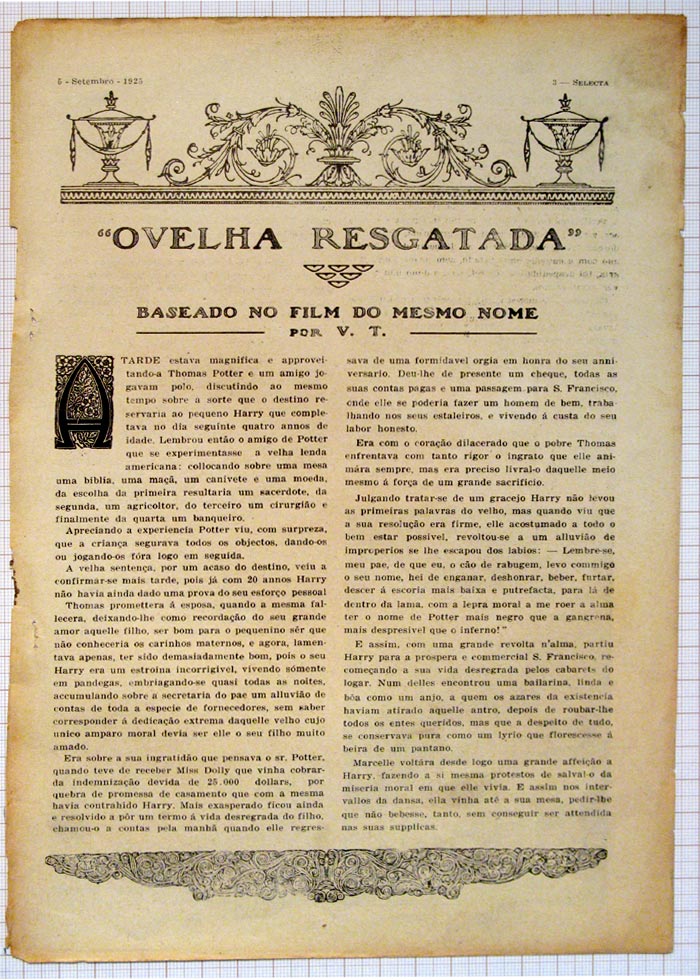 5 - Setembro - 1925
3 — SELECTA
“OVELHA RESGATADA”
BASEADO NO FILM DO MESMO NOME
POR V. T.
A TARDE estava magnifica e approvei-
tando-a Thomas Potter e um amigo jo-
gavam polo, discutindo ao mesmo
tempo sobre a sorte que o destino re-
servaria ao pequeno Harry que comple-
tava no dia seguinte quatro annos de
idade. Lembrou então o amigo de Potter
que se experimentasse a velha lenda
americana: collocando sobre uma mesa
uma biblia, uma maçã, um canivete e uma moeda,
da escolha da primeira resultaria um sacerdote, da
segunda, um agricoltor, do terceiro um cirurgião e
finalmente da quarta um banqueiro.
Apreciando a experiencia Potter viu, com surpreza,
que a criança segurava todos os objectos, dando-os
ou jogando-os fóra logo em seguida.
A velha sentença, por um acaso do destino, veiu a
confirmar-se mais tarde, pois já com 20 annos Harry
não havia ainda dado uma prova do seu esforço pessoal
Thomas promettera á esposa, quando a mesma fal-
lecera, deixando-lhe como recordação do seu grande
amor aquelle filho, ser bom para o pequenino sêr que
não conheceria os carinhos maternos, e agora, lamen-
tava apenas, ter sido demasiadamente bom, pois o seu
Harry era um estroina incorrigivel, vivendo sómente
em pandegas, embriagando-se quasi todas as noites,
accumulando sobre a secretaria do pae um alluvião de
contas de toda a especie de fornecedores, sem saber
corresponder á dedicação extrema daquelle velho cujo
unico amparo moral devia ser elle o seu filho muito
amado.
Era sobre a sua ingratidão que pensava o sr. Potter,
quando teve de receber Miss Dolly que vinha cobrar-
da indemnização devida de 25.000 dollars, por
quebra de promessa de casamento que com a mesma
havia contrahido Harry. Mais exasperado ficou ainda
e resolvido a pôr um termo á vida desregrada do filho,
chamou-o a contas pela manhã quando elle regres-
sava de uma formidavel orgia em honra do seu anni-
versario. Deu-lhe de presente um cheque, todas as
suas contas pagas e uma passagem para S. Francisco,
onde elle se poderia fazer um homem de bem, traba-
lhando nos seus estaleiros, e vivendo á custa do seu
labor honesto.
Era com o coração dilacerado que o pobre Thomas
enfrentava com tanto rigor o ingrato que elle ani-
mára sempre, mas era preciso livral-o daquelle meio
mesmo á força de um grande sacrificio.
Julgando tratar-se de um gracejo Harry não levou
as primeiras palavras do velho, mas quando viu que
a sua resolução era firme, elle acostumado a todo o
bem estar possivel, revoltou-se a um alluvião de
improperios se lhe escapou dos labios: — Lembre-se,
meu pae, de que eu, o cão de rabugem, levo commigo
o seu nome, hei de enganar, deshonrar, beber, furtar,
descer á escoria mais baixa e putrefacta, para lá de
dentro da lama, com a lepra moral a me roer a alma
ter o nome de Potter mais negro que a gangrena,
mais despresivel que o inferno!"
E assim, com uma grande revolta n'alma, partiu
Harry para a prospera e commercial S. Francisco, re-
começando a sua vida desregrada pelos cabarets do
logar. Num delles encontrou uma bailarina, linda e
bôa como um anjo, a quem os azares da existencia
haviam atirado aquelle antro, depois de roubar-lhe
todos os entes queridos, mas que a despeito de tudo,
se conservava pura como um lyrio que florescesse á
beira de um pantano.
Marcelle voltára desde logo uma grande affeição a
Harry, fazendo a si mesmo protestos de salval-o da
miseria moral em que elle vivia. E assim nos inter-
vallos da dansa, ella vinha até a sua mesa, pedir-lhe
que não bebesse, tanto, sem conseguir ser attendida
nas suas supplicas.